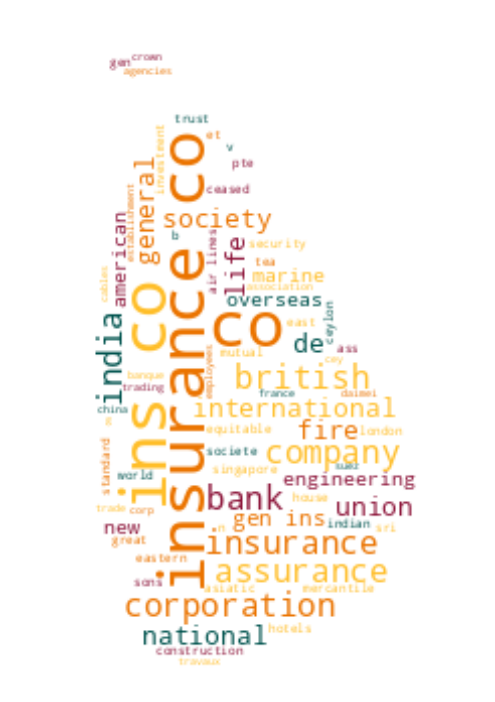 crown
gen
agencies
trust
et
v
investment
pte
general
establishment
ceased
insurance co
society
american
b
air lines
life
security
tea
cables
marine
association
ins co
overseas
co
east
ceylon
india
de
ass
employees
mutual
cey
banque
british
trading
france
daimei
china
international
m
equitable
fire
london
standard
societe
company
singapore
suez
world
engineering
bank
house
union
trade
corp
gen ins
new
n
indian
sri
great
insurance
eastern
assurance
sons
asiatic
mercantile
corporation
national
hotels
construction
travaux